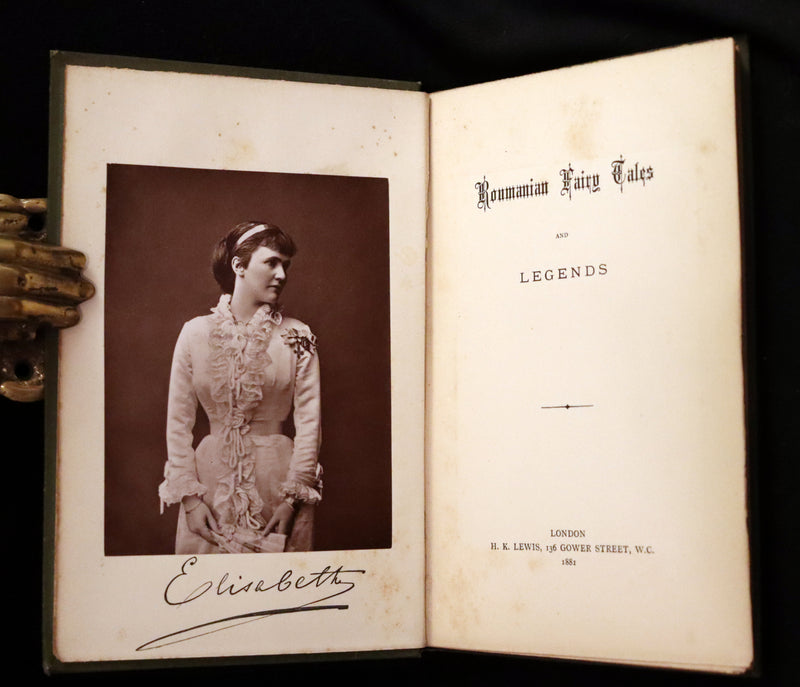 Elisabeth
Roumanian Fairy Tales
AND
LEGENDS
LONDON
H. K. LEWIS, 136 GOWER STREET, W.C.
1881